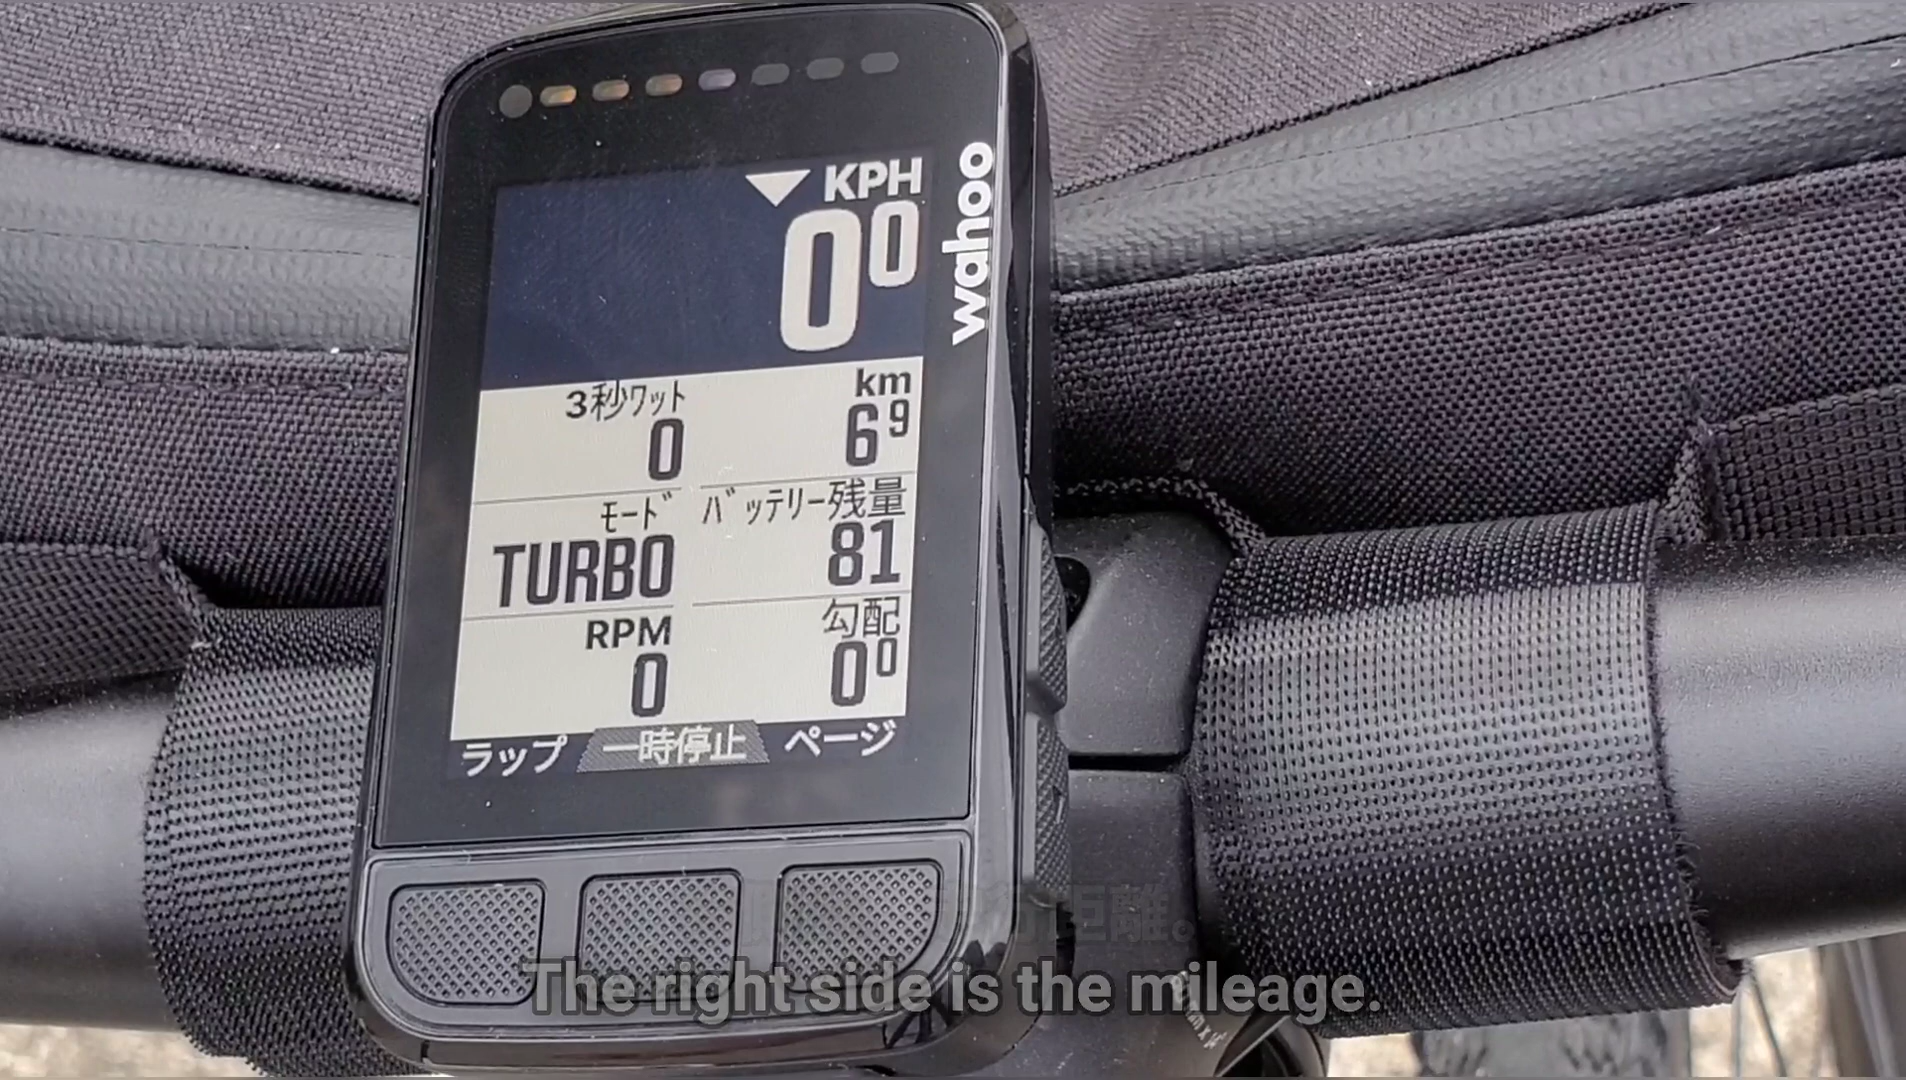 KPH
00
wahoo
3秒ワット
km
0
69
モード
バッテリー残量
TURBO
81
RPM
勾配
0
00
ラップ
一時停止
ページ
距離。
The right side is the mileage.